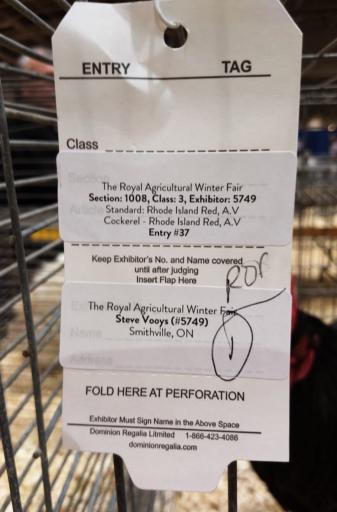 ENTRY TAG
Class
The Royal Agricultural Winter Fair
Section: 1008, Class: 3, Exhibitor: 5749
Standard: Rhode Island Red, A.V
Cockerel - Rhode Island Red, A.V
Entry #37
Keep Exhibitor's No. and Name covered
until after judging
Insert Flap Here
ROP
The Royal Agricultural Winter Fair
Steve Vooys (#5749)
Smithville, ON
Name
Address
FOLD HERE AT PERFORATION
Exhibitor Must Sign Name in the Above Space
Dominion Regalia Limited 1-866-423-4086
dominionregalia.com